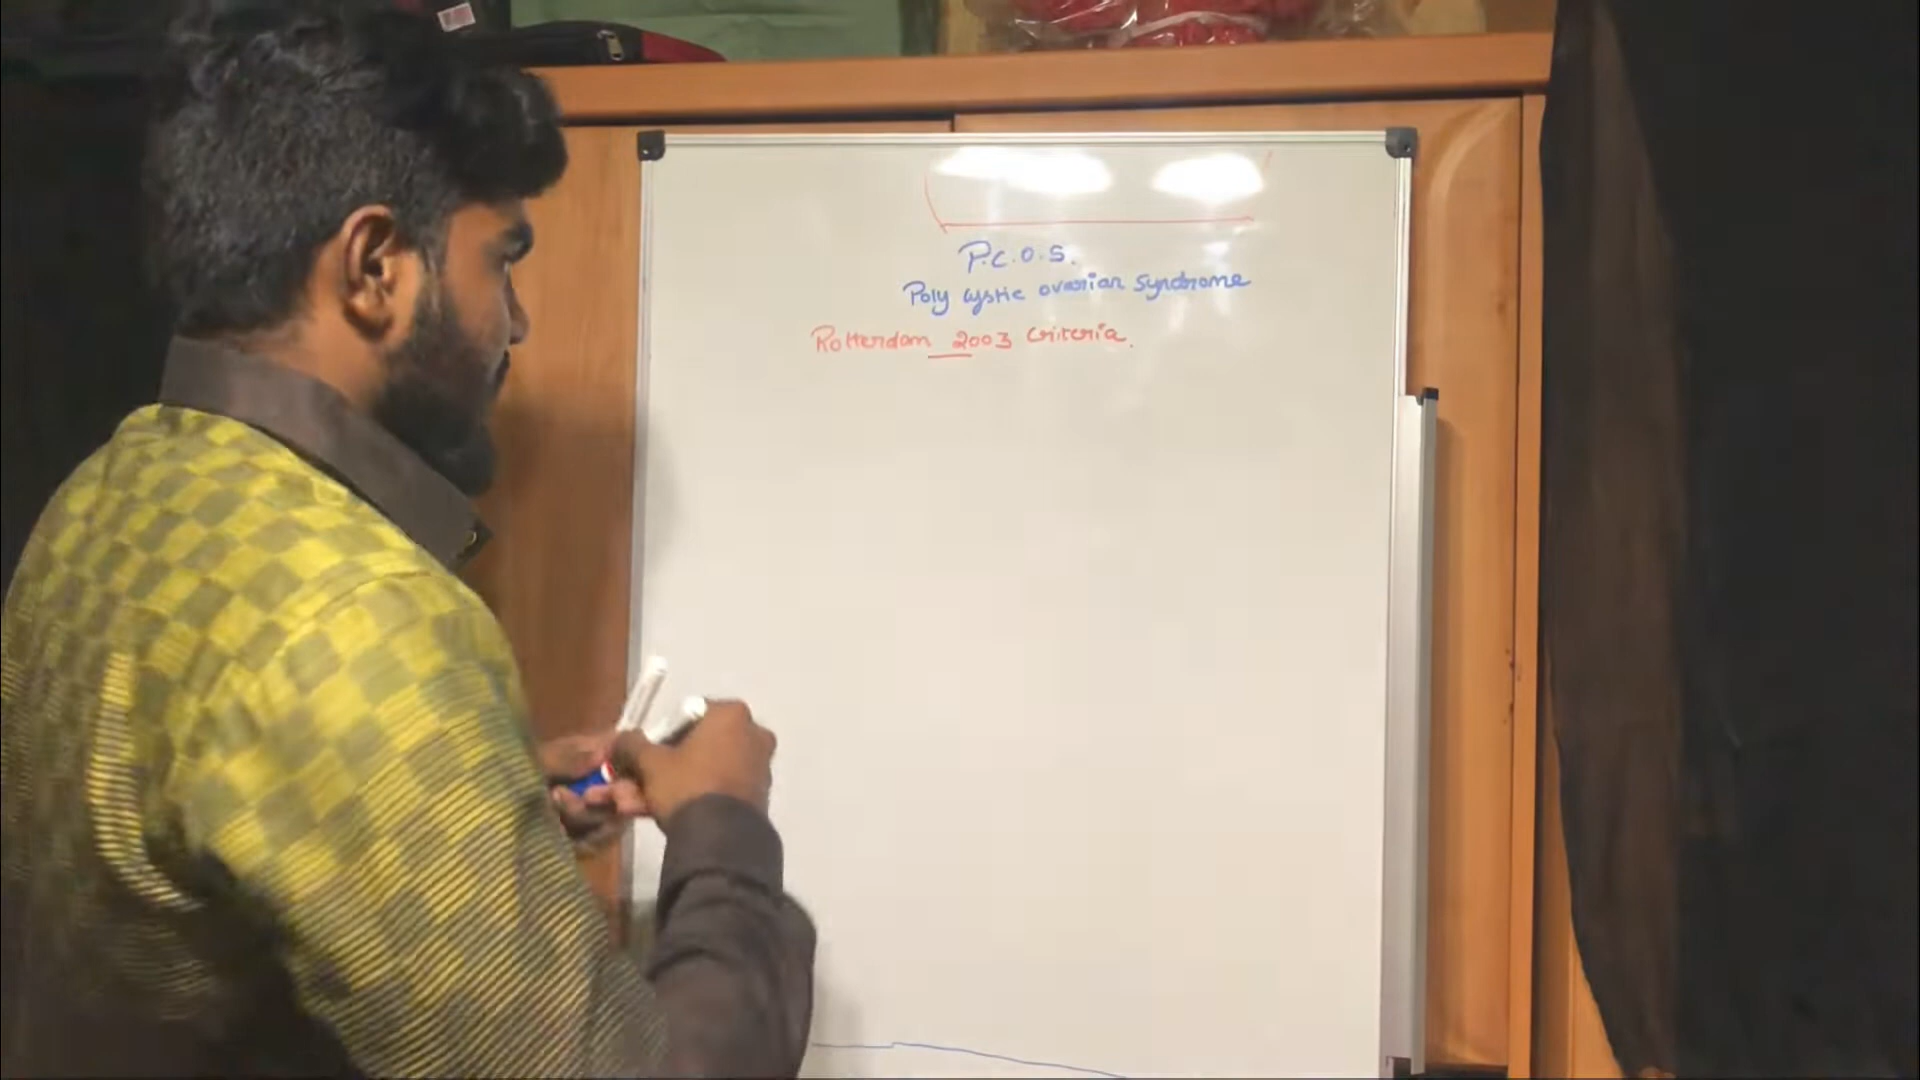 P.C.O.S.
Poly cystic ovarian syndrome
Rotterdam 2003 criteria.